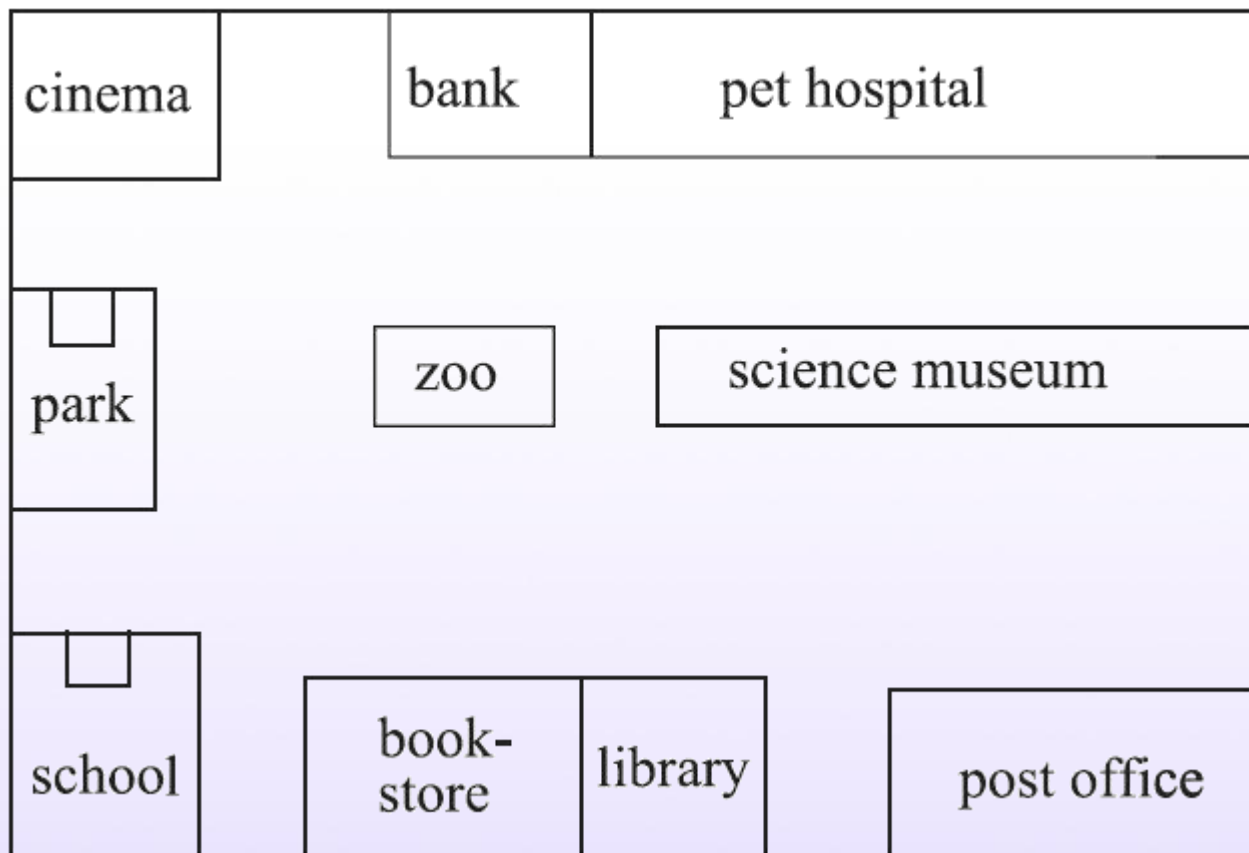 cinema
bank
pet hospital
park
zoo
science museum
school
book-
store
library
post office